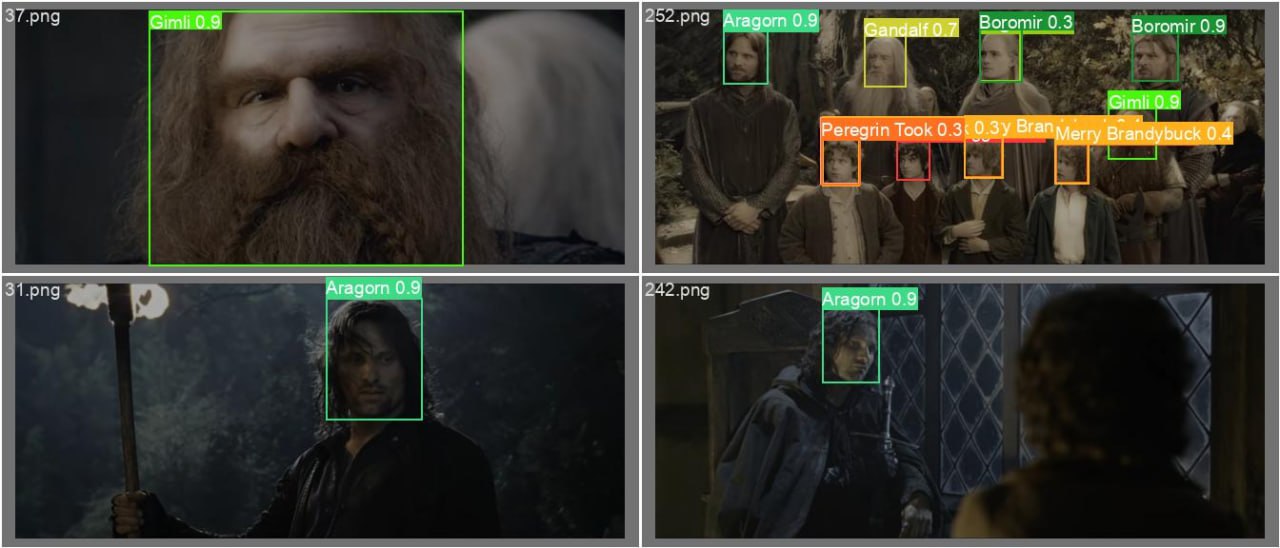 37.png
Gimli 0.9
252.png
Aragorn 0.9
Gandalf 0.7
Boromir 0.3
Boromir 0.9
Gimli 0.9
Peregrin Took 0.3
k 0.3
y Bran
Merry Brandybuck 0.4
31.png
Aragorn 0.9
242.png
Aragorn 0.9